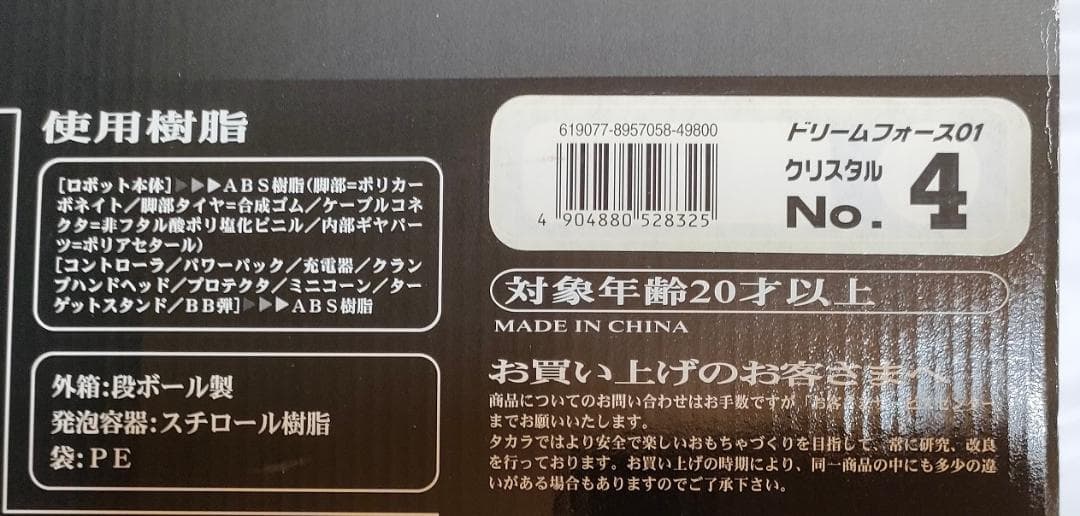 使用樹脂
[ロボット本体]▶▶▶ABS樹脂(脚部=ポリカー
ボネイト/脚部タイヤ=合成ゴム/ケーブルコネ
クタ=非フタル酸ポリ塩化ビニル/内部ギヤパー
ツ=ポリアセタール)
[コントローラ/パワーパック/充電器/クラン
プハンドヘッド/プロテクタ/ミニコーン/ター
ゲットスタンド/BB弾]▶▶▶ABS樹脂
外箱:段ボール製
発泡容器:スチロール樹脂
袋:PE
619077-8957058-49800
4 904880 528325
ドリームフォース01
クリスタル
No. 4
対象年齢20才以上
MADE IN CHINA
お買い上げのお客さまへ
商品についてのお問い合わせはお手数ですが「お客
までお願いいたします。
タカラではより安全で楽しいおもちゃづくりを目指して、常に研究、改良
を行っております。お買い上げの時期により、同一商品の中にも多少の違
いがある場合もありますのでご了承下さい。